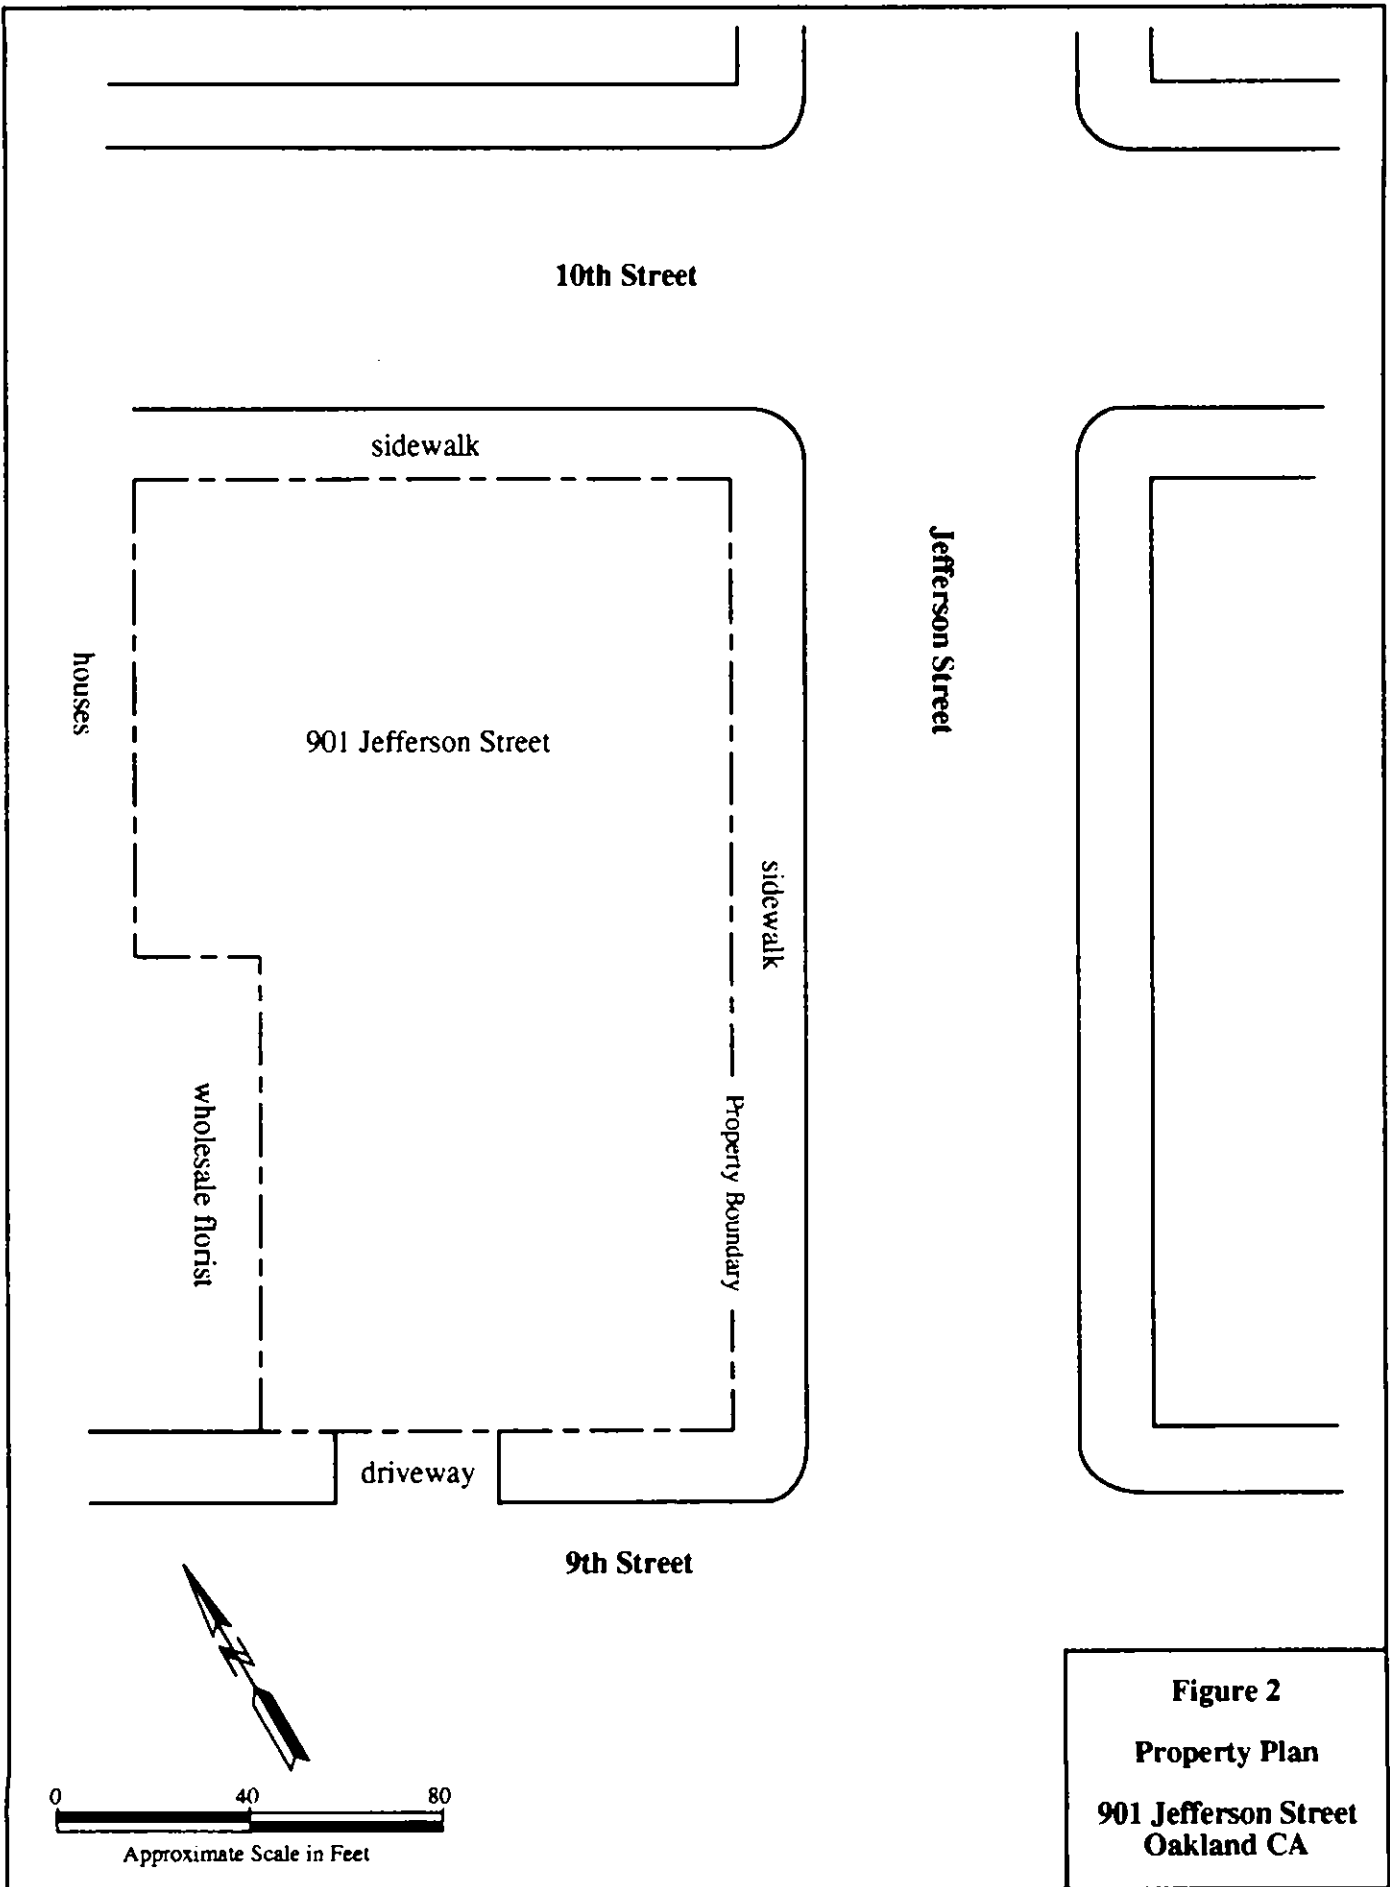 10th Street
sidewalk
Jefferson Street
houses
901 Jefferson Street
sidewalk
wholesale florist
Property Boundary
driveway
9th Street
N
0 40 80
Approximate Scale in Feet
Figure 2
Property Plan
901 Jefferson Street
Oakland CA